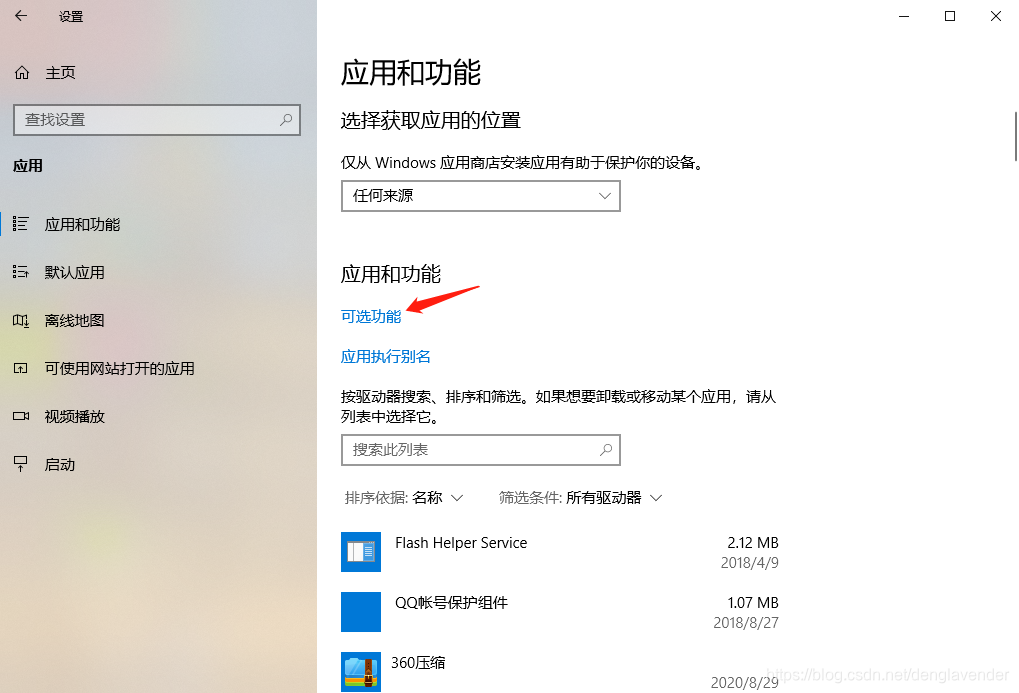 设置
主页
查找设置
应用
应用和功能
默认应用
离线地图
可使用网站打开的应用
视频播放
启动
应用和功能
选择获取应用的位置
仅从 Windows 应用商店安装应用有助于保护你的设备。
任何来源
应用和功能
可选功能
应用执行别名
按驱动器搜索、排序和筛选。如果想要卸载或移动某个应用，请从
列表中选择它。
搜索此列表
排序依据: 名称 筛选条件: 所有驱动器
Flash Helper Service 2.12 MB
2018/4/9
QQ帐号保护组件 1.07 MB
2018/8/27
360压缩
2020/8/29
https://blog.csdn.net/denglavender